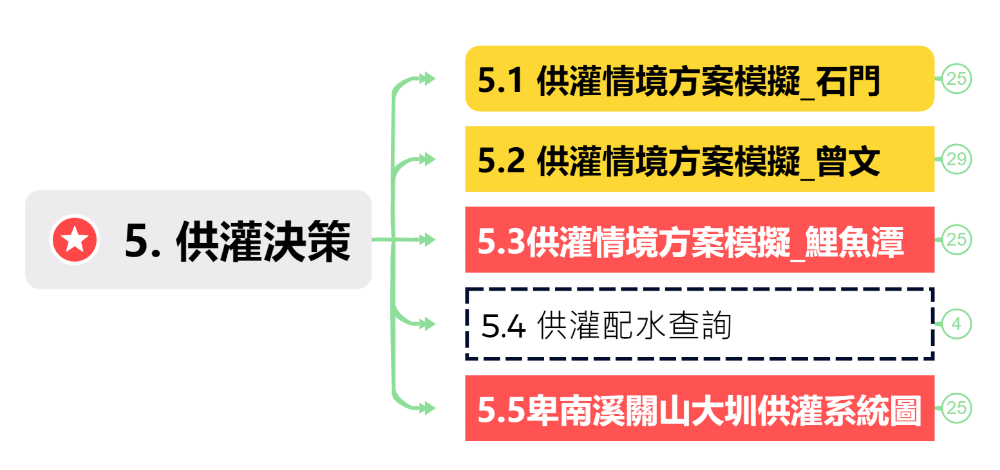 5.1 供灌情境方案模擬_石門
25
5.2 供灌情境方案模擬_曾文
29
5. 供灌決策
5.3供灌情境方案模擬_鯉魚潭
25
5.4 供灌配水查詢
4
5.5卑南溪關山大圳供灌系統圖
25